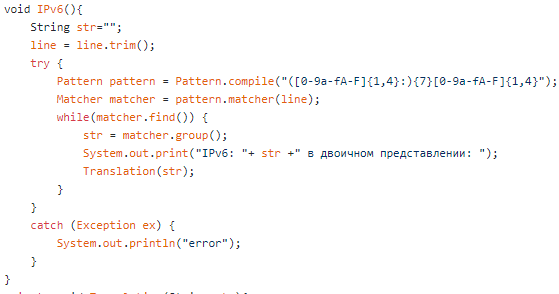 void IPv6(){
    String str="";
    line = line.trim();
    try {
        Pattern pattern = Pattern.compile("([0-9a-fA-F]{1,4}:){7}[0-9a-fA-F]{1,4}");
        Matcher matcher = pattern.matcher(line);
        while(matcher.find()) {
            str = matcher.group();
            System.out.print("IPv6: "+ str +" в двоичном представлении: ");
            Translation(str);
        }
    }
    catch (Exception ex) {
        System.out.println("error");
    }
}